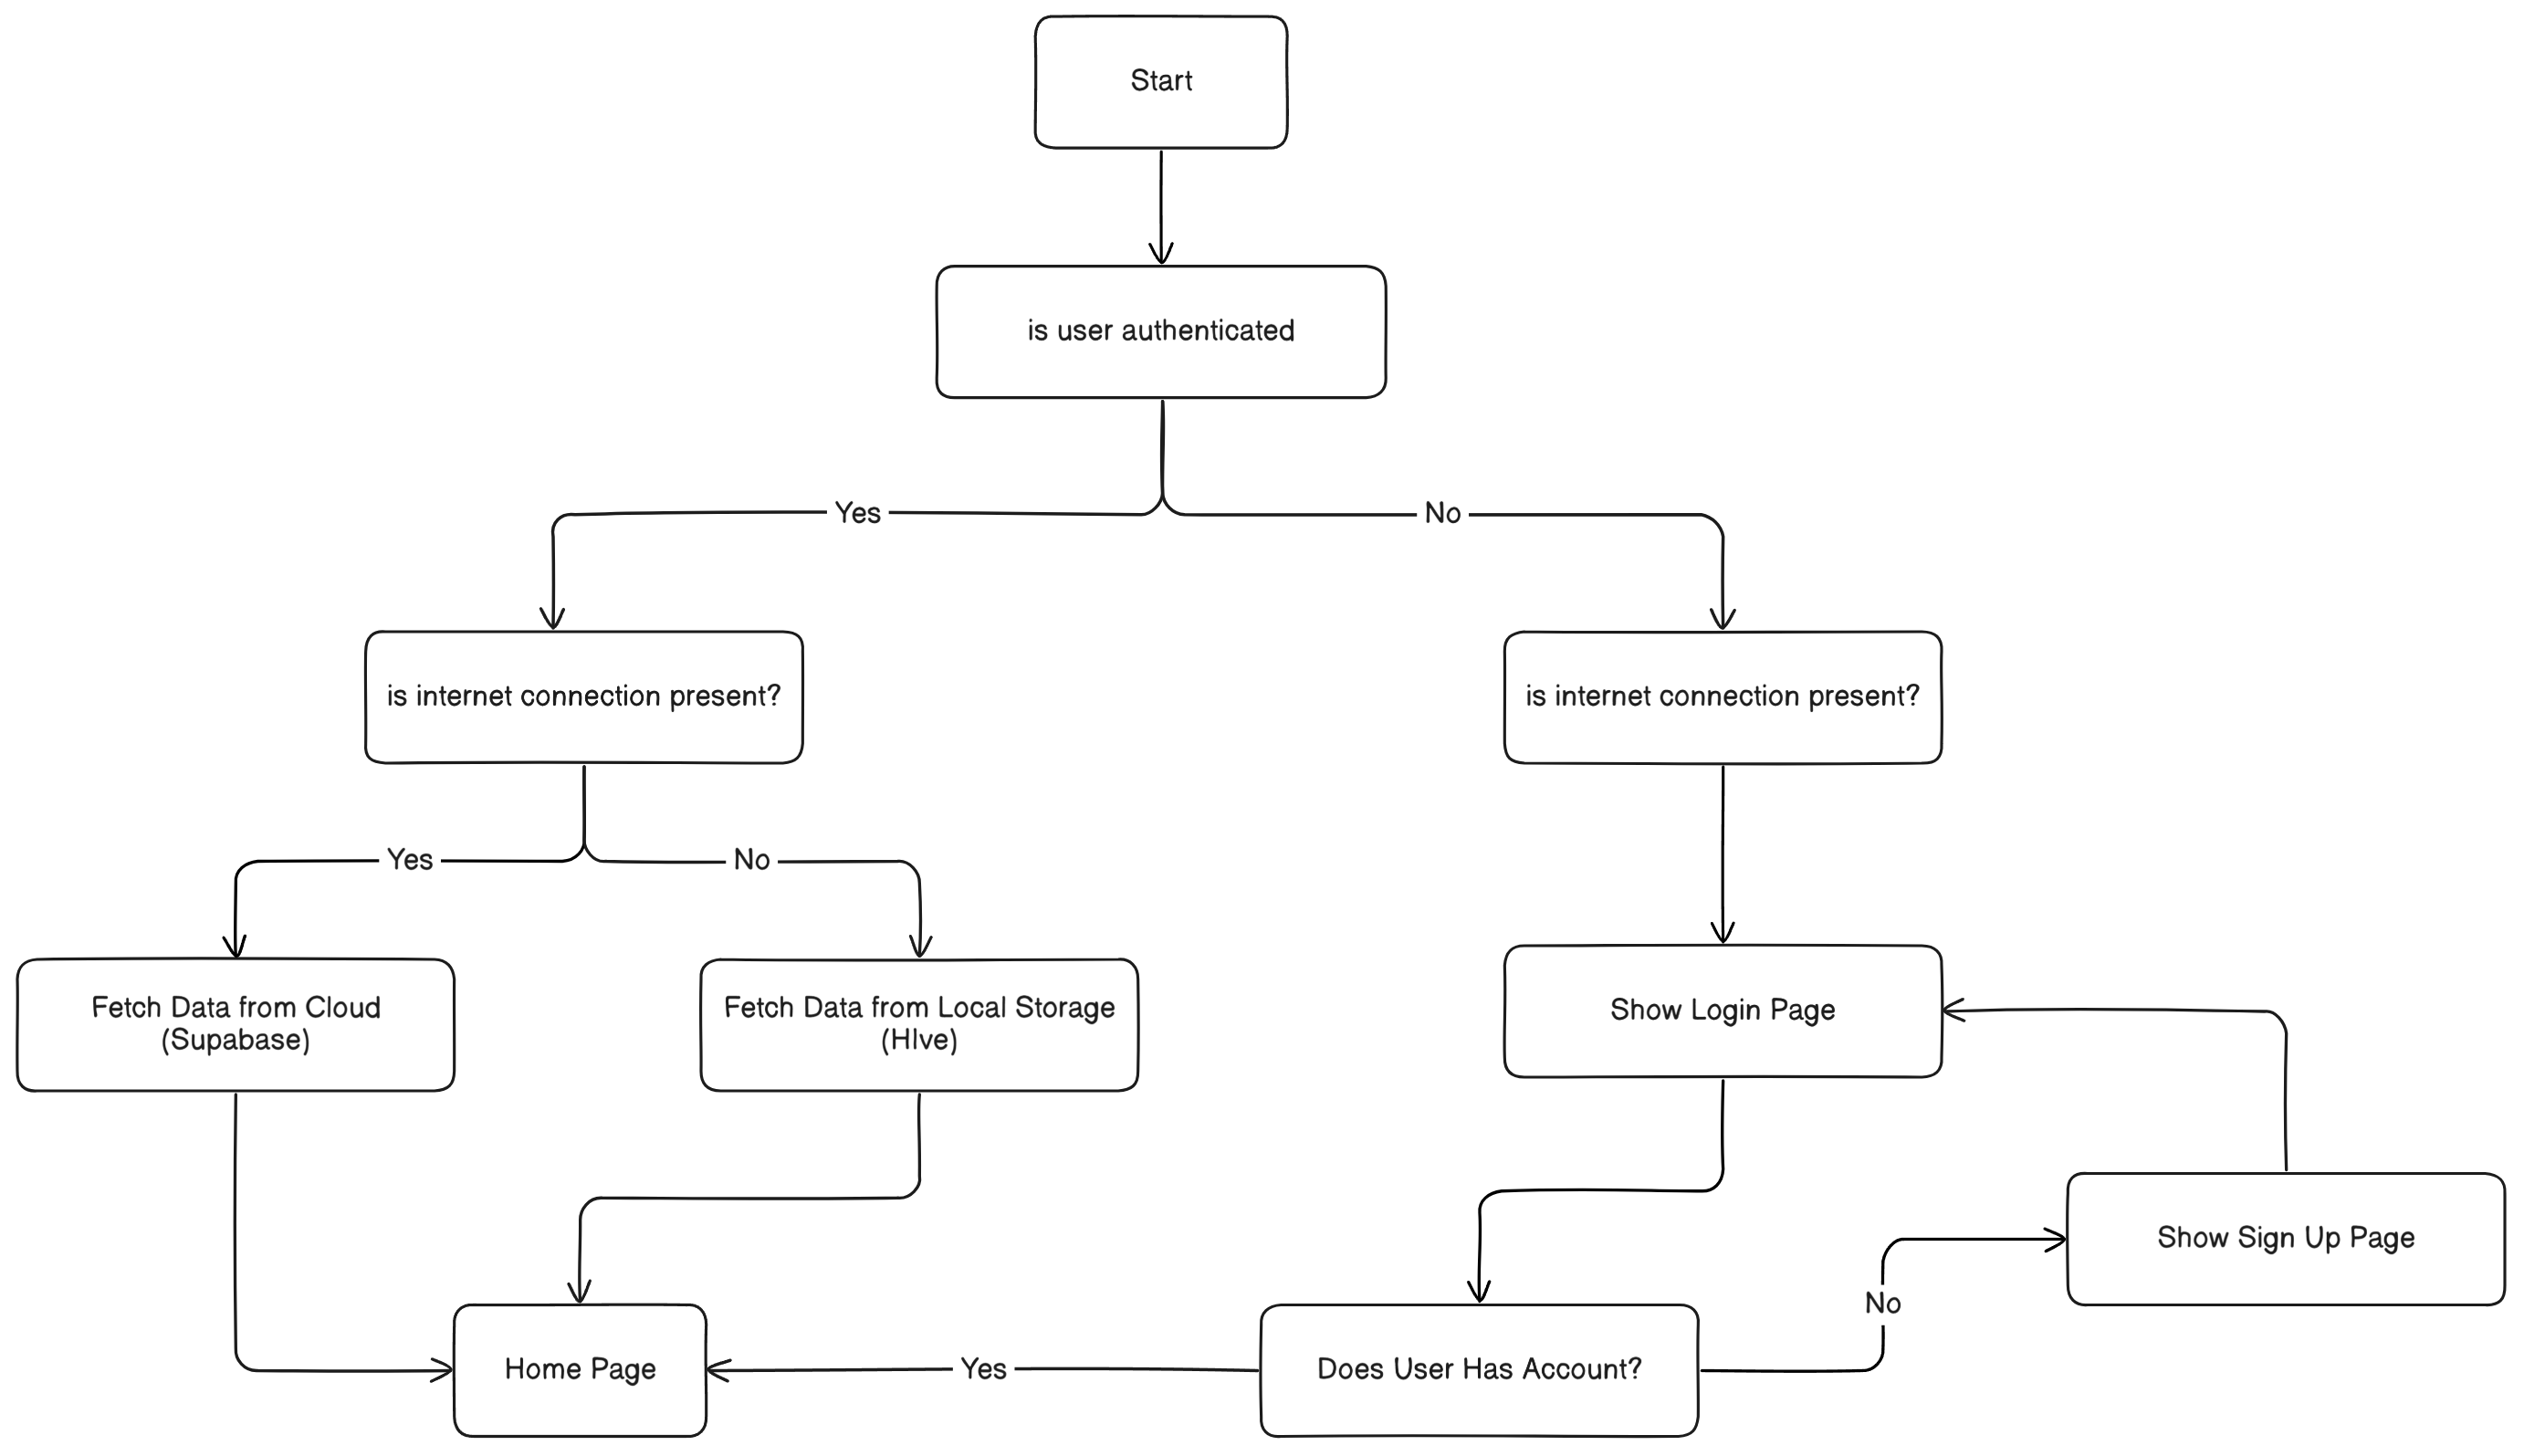 Start
is user authenticated
Yes
No
is internet connection present?
is internet connection present?
Yes
No
Fetch Data from Cloud
(Supabase)
Fetch Data from Local Storage
(HIve)
Show Login Page
Show Sign Up Page
No
Home Page
Yes
Does User Has Account?